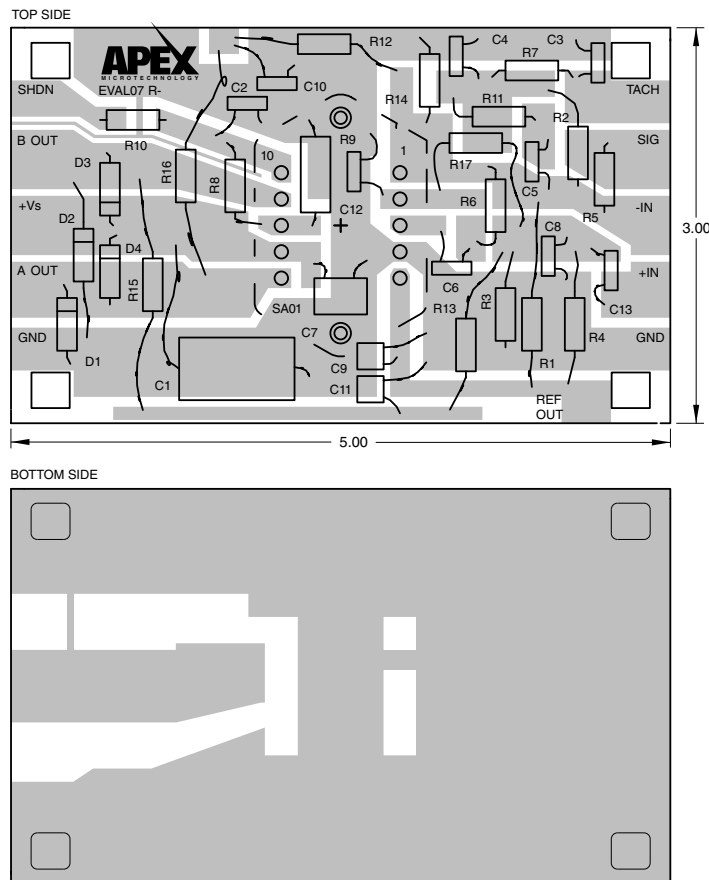 TOP SIDE
APEX
MICROTECHNOLOGY
EVAL07 R-
SHDN
B OUT
+Vs
A OUT
GND
TACH
SIG
-IN
+IN
GND
REF
OUT
R12
C4
R7
C3
C2
C10
R14
R11
R2
R10
D3
R16
R8
10
R9
1
R17
C5
R6
R5
D2
C12
D4
C8
R15
C6
R3
C13
SA01
R13
D1
C7
C9
C1
C11
R1
R4
3.00
5.00
BOTTOM SIDE